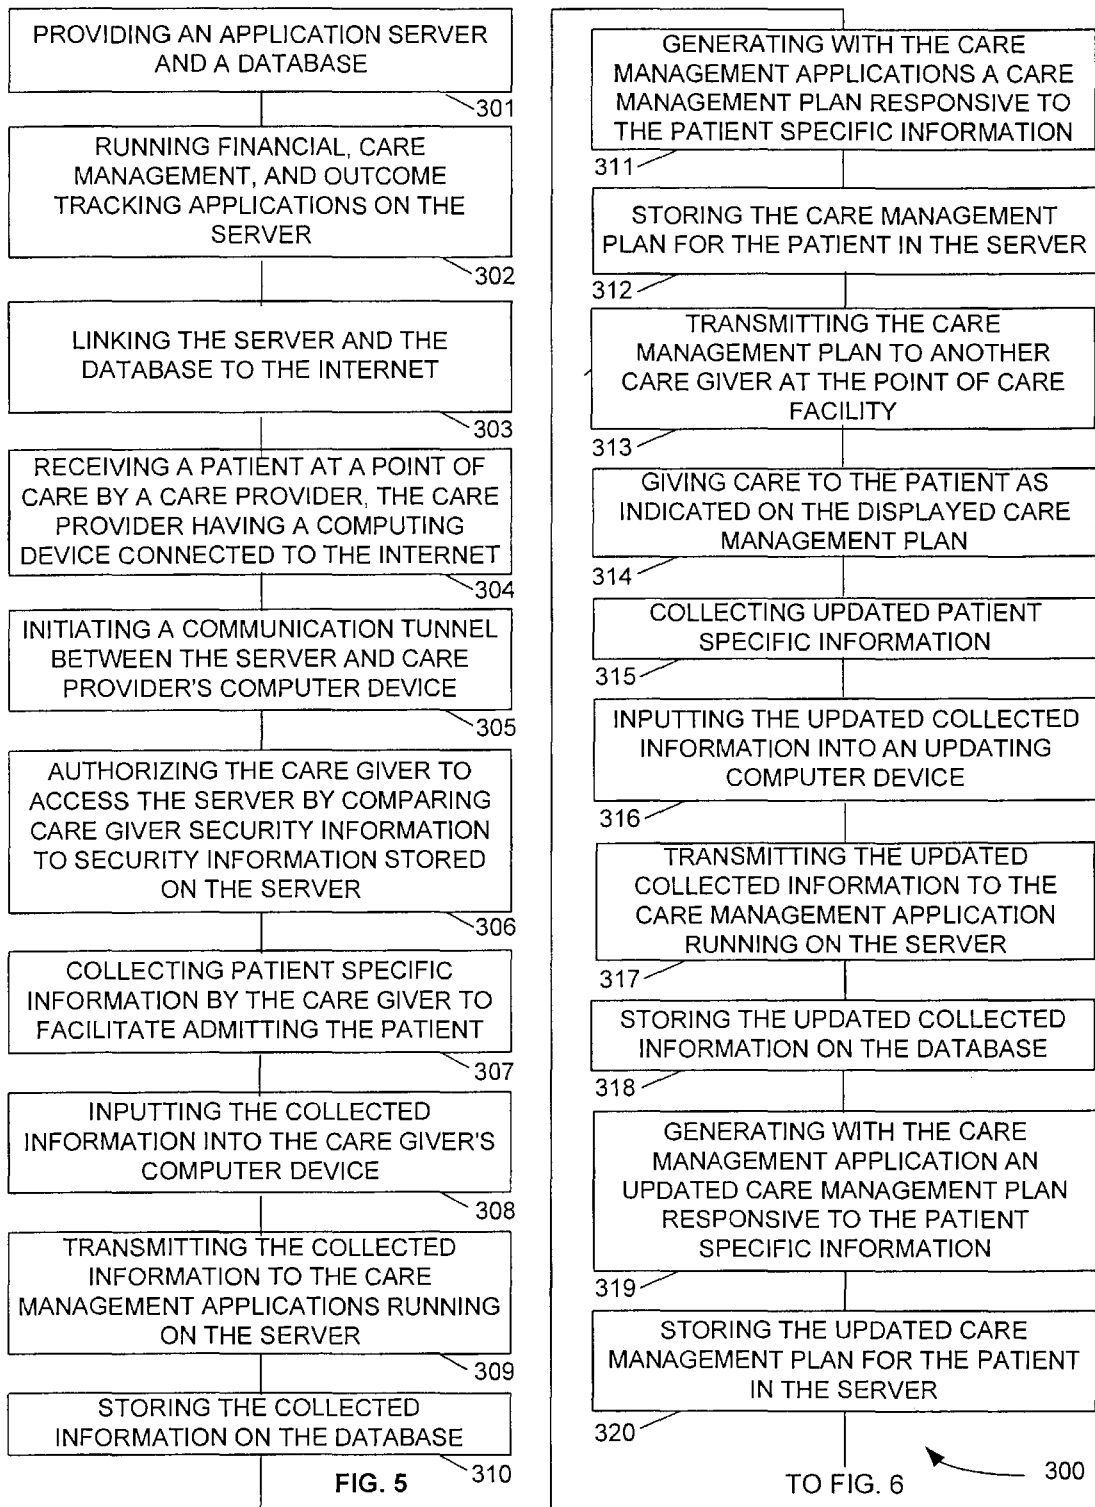 PROVIDING AN APPLICATION SERVER
AND A DATABASE
301
RUNNING FINANCIAL, CARE
MANAGEMENT, AND OUTCOME
TRACKING APPLICATIONS ON THE
SERVER
302
LINKING THE SERVER AND THE
DATABASE TO THE INTERNET
303
RECEIVING A PATIENT AT A POINT OF
CARE BY A CARE PROVIDER, THE CARE
PROVIDER HAVING A COMPUTING
DEVICE CONNECTED TO THE INTERNET
304
INITIATING A COMMUNICATION TUNNEL
BETWEEN THE SERVER AND CARE
PROVIDER'S COMPUTER DEVICE
305
AUTHORIZING THE CARE GIVER TO
ACCESS THE SERVER BY COMPARING
CARE GIVER SECURITY INFORMATION
TO SECURITY INFORMATION STORED
ON THE SERVER
306
COLLECTING PATIENT SPECIFIC
INFORMATION BY THE CARE GIVER TO
FACILITATE ADMITTING THE PATIENT
307
INPUTTING THE COLLECTED
INFORMATION INTO THE CARE GIVER'S
COMPUTER DEVICE
308
TRANSMITTING THE COLLECTED
INFORMATION TO THE CARE
MANAGEMENT APPLICATIONS RUNNING
ON THE SERVER
309
STORING THE COLLECTED
INFORMATION ON THE DATABASE
310
FIG. 5
GENERATING WITH THE CARE
MANAGEMENT APPLICATIONS A CARE
MANAGEMENT PLAN RESPONSIVE TO
THE PATIENT SPECIFIC INFORMATION
311
STORING THE CARE MANAGEMENT
PLAN FOR THE PATIENT IN THE SERVER
312
TRANSMITTING THE CARE
MANAGEMENT PLAN TO ANOTHER
CARE GIVER AT THE POINT OF CARE
FACILITY
313
GIVING CARE TO THE PATIENT AS
INDICATED ON THE DISPLAYED CARE
MANAGEMENT PLAN
314
COLLECTING UPDATED PATIENT
SPECIFIC INFORMATION
315
INPUTTING THE UPDATED COLLECTED
INFORMATION INTO AN UPDATING
COMPUTER DEVICE
316
TRANSMITTING THE UPDATED
COLLECTED INFORMATION TO THE
CARE MANAGEMENT APPLICATION
RUNNING ON THE SERVER
317
STORING THE UPDATED COLLECTED
INFORMATION ON THE DATABASE
318
GENERATING WITH THE CARE
MANAGEMENT APPLICATION AN
UPDATED CARE MANAGEMENT PLAN
RESPONSIVE TO THE PATIENT
SPECIFIC INFORMATION
319
STORING THE UPDATED CARE
MANAGEMENT PLAN FOR THE PATIENT
IN THE SERVER
320
TO FIG. 6
300